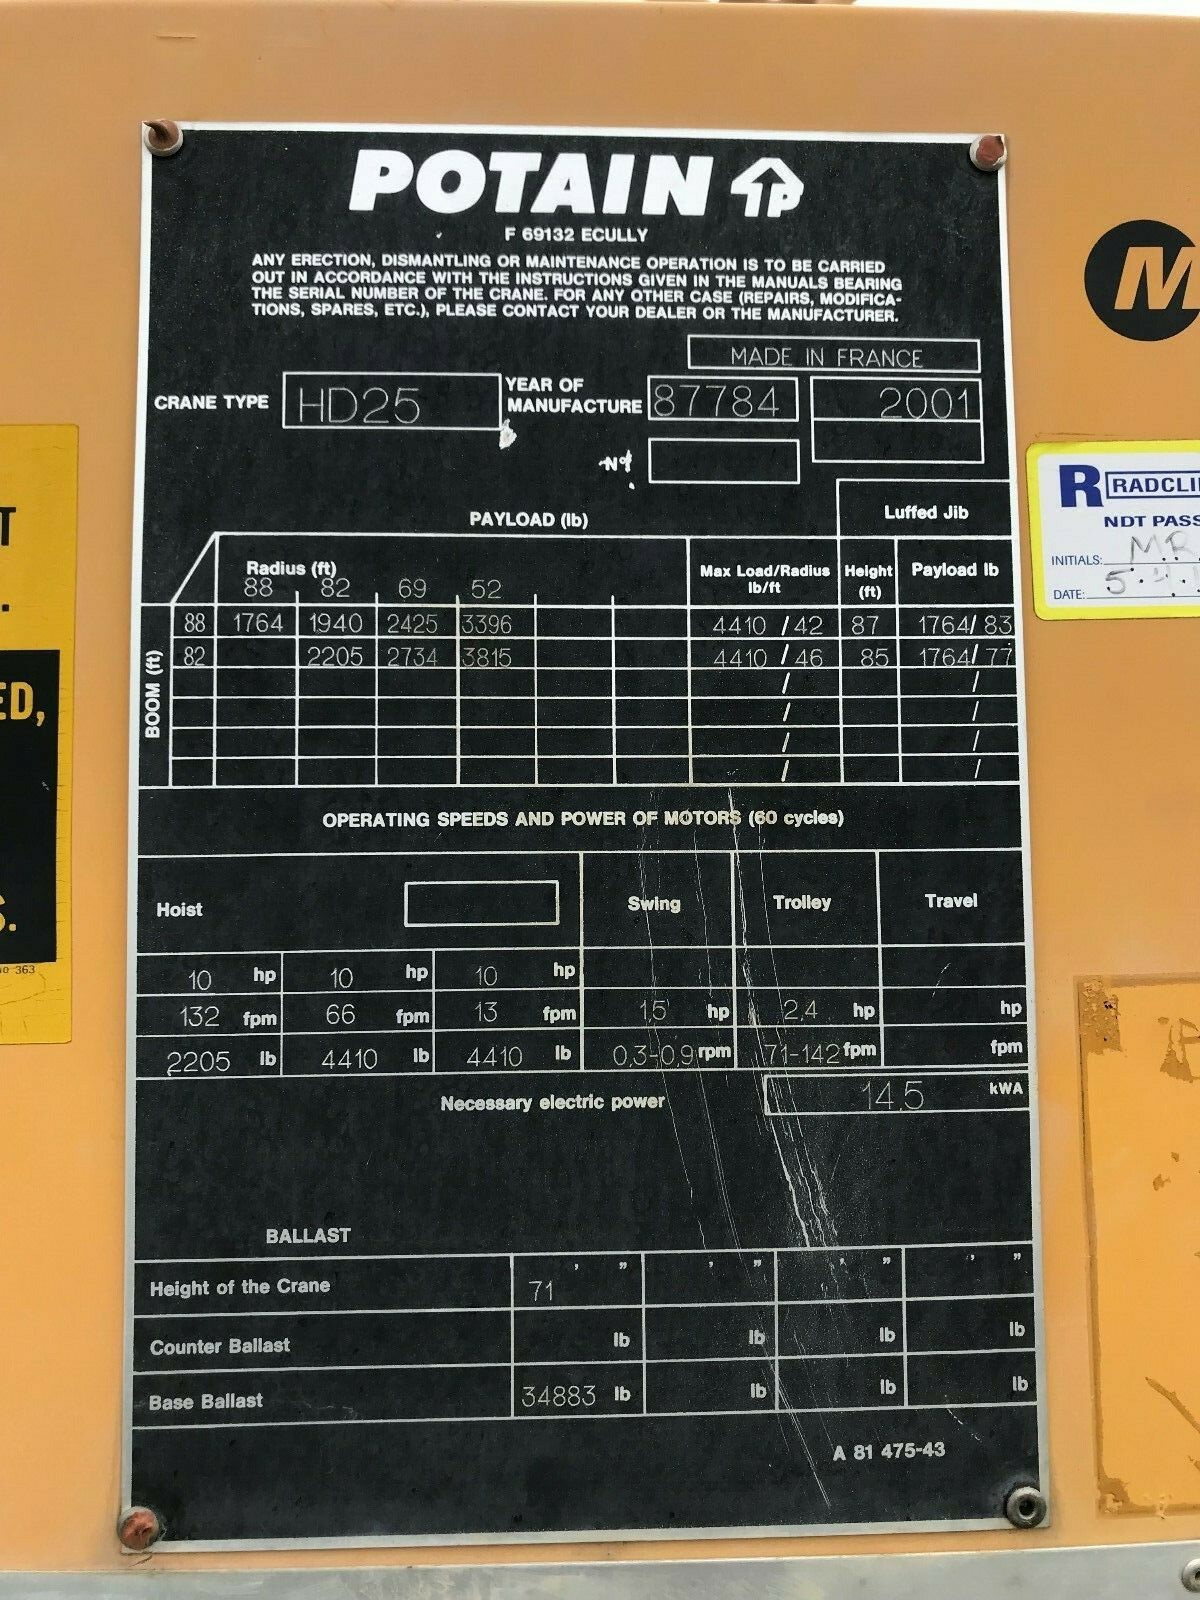 POTAIN
F 69132 ECULLY
ANY ERECTION, DISMANTLING OR MAINTENANCE OPERATION IS TO BE CARRIED
OUT IN ACCORDANCE WITH THE INSTRUCTIONS GIVEN IN THE MANUALS BEARING
THE SERIAL NUMBER OF THE CRANE. FOR ANY OTHER CASE (REPAIRS, MODIFICA-
TIONS, SPARES, ETC.), PLEASE CONTACT YOUR DEALER OR THE MANUFACTURER.
MADE IN FRANCE
CRANE TYPE HD25 YEAR OF MANUFACTURE 87784 2001
N°
PAYLOAD (lb) Luffed Jib
Radius (ft) Max Load/Radius Height Payload lb
88 82 69 52 lb/ft (ft)
BOOM (ft)
88 1764 1940 2425 3396 4410 / 42 87 1764/ 83
82 2205 2734 3815 4410 / 46 85 1764/ 77
/ /
/ /
/ /
/ /
OPERATING SPEEDS AND POWER OF MOTORS (60 cycles)
Hoist Swing Trolley Travel
10 hp 10 hp 10 hp
132 fpm 66 fpm 13 fpm 1,5 hp 2,4 hp hp
2205 lb 4410 lb 4410 lb 0,3-0,9 rpm 71-142 fpm fpm
Necessary electric power 14,5 kWA
BALLAST
Height of the Crane 71 ' " ' " ' " ' "
Counter Ballast lb lb lb lb
Base Ballast 34883 lb lb lb lb
A 81 475-43
M
R RADCLI
NDT PASS
INITIALS: MR
DATE:
T
ED,
S.
363